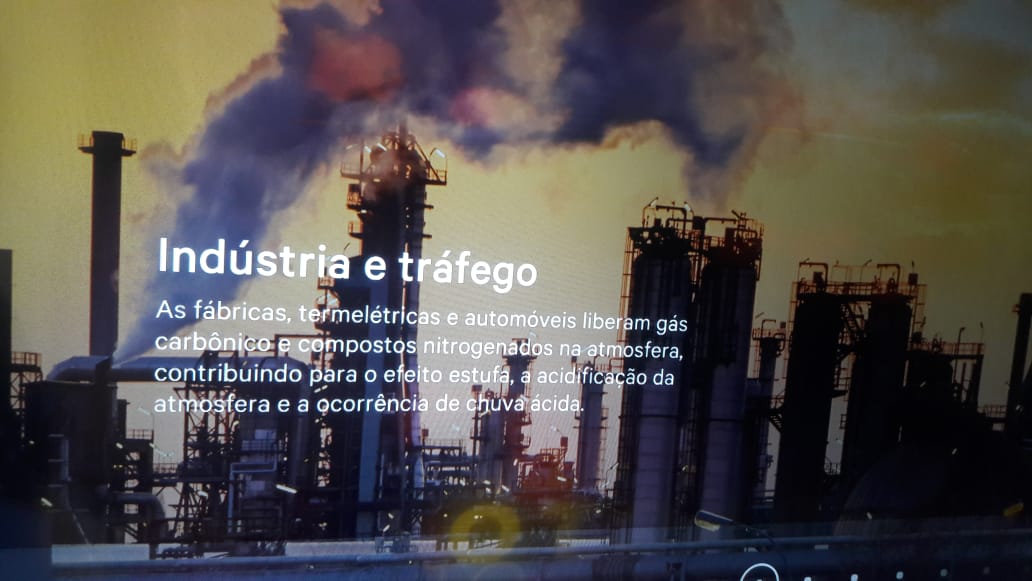 Indústria e tráfego
As fábricas, termelétricas e automóveis liberam gás
carbônico e compostos nitrogenados na atmosfera,
contribuindo para o efeito estufa, a acidificação da
atmosfera e a ocorrência de chuva ácida.